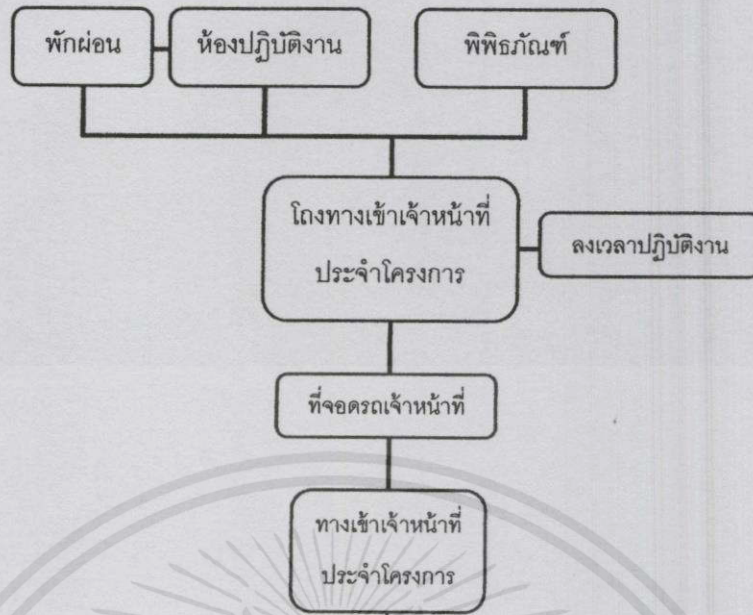 พักผ่อน
ห้องปฏิบัติงาน
พิพิธภัณฑ์
โถงทางเข้าเจ้าหน้าที่
ประจำโครงการ
ลงเวลาปฏิบัติงาน
ที่จอดรถเจ้าหน้าที่
ทางเข้าเจ้าหน้าที่
ประจำโครงการ